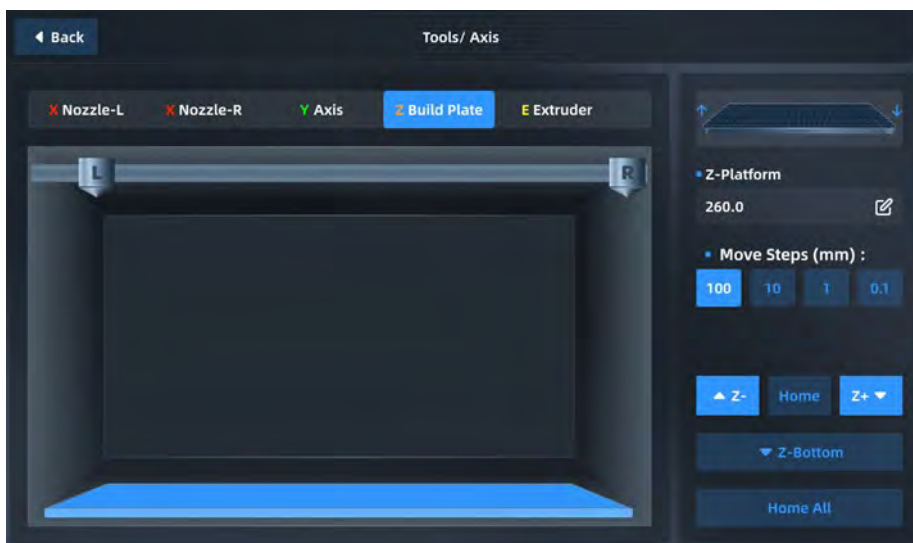 Back
Tools/ Axis
X Nozzle-L X Nozzle-R Y Axis Z Build Plate E Extruder
L R
Z-Platform
260.0
Move Steps (mm) :
100 10 1 0.1
Z- Home Z+
Z-Bottom
Home All